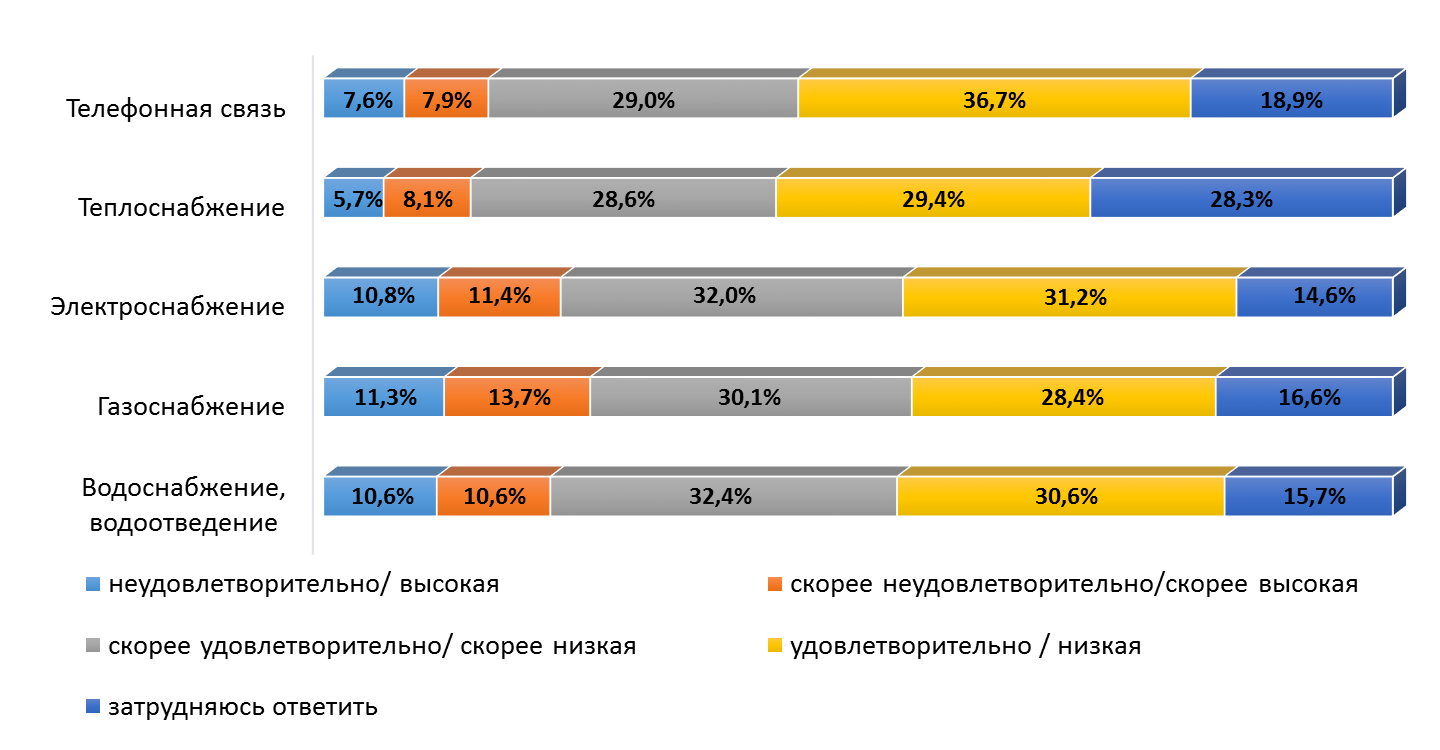 Телефонная связь
7,6% 7,9% 29,0% 36,7% 18,9%
Теплоснабжение
5,7% 8,1% 28,6% 29,4% 28,3%
Электроснабжение
10,8% 11,4% 32,0% 31,2% 14,6%
Газоснабжение
11,3% 13,7% 30,1% 28,4% 16,6%
Водоснабжение,
водоотведение
10,6% 10,6% 32,4% 30,6% 15,7%
неудовлетворительно/ высокая
скорее неудовлетворительно/скорее высокая
скорее удовлетворительно/ скорее низкая
удовлетворительно / низкая
затрудняюсь ответить